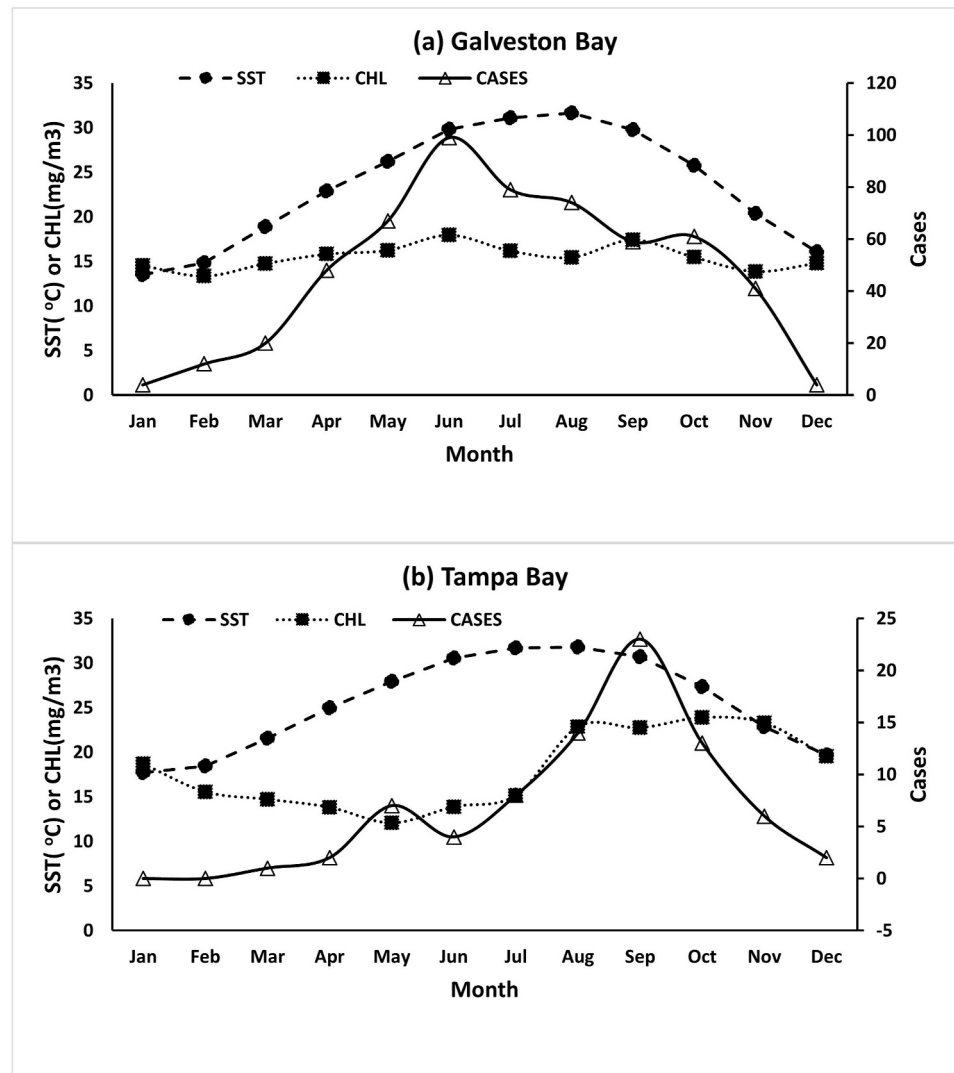 (a) Galveston Bay
SST CHL CASES
35
30
25
20
15
10
5
0
SST( °C) or CHL(mg/m3)
120
100
80
60
40
20
0
Cases
Jan Feb Mar Apr May Jun Jul Aug Sep Oct Nov Dec
Month
(b) Tampa Bay
SST CHL CASES
35
30
25
20
15
10
5
0
SST( °C) or CHL(mg/m3)
25
20
15
10
5
0
-5
Cases
Jan Feb Mar Apr May Jun Jul Aug Sep Oct Nov Dec
Month